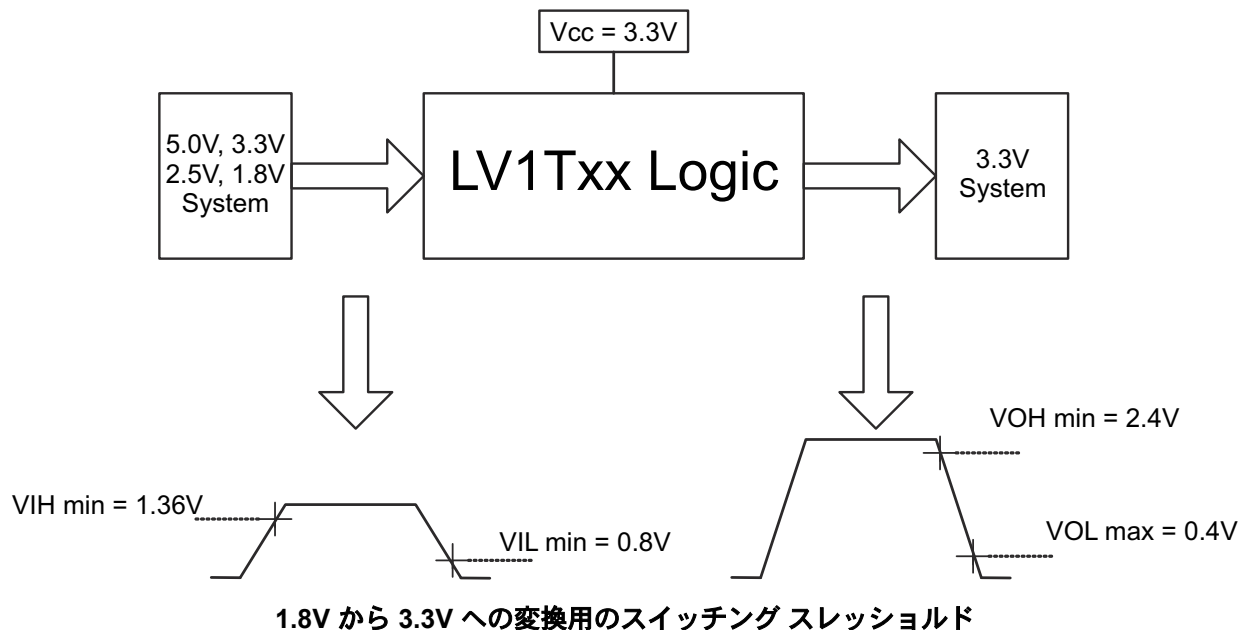 Vcc = 3.3V
5.0V, 3.3V
2.5V, 1.8V
System
LV1Txx Logic
3.3V
System
VOH min = 2.4V
VIH min = 1.36V
VIL min = 0.8V
VOL max = 0.4V
1.8V から 3.3V への変換用のスイッチング スレッショルド